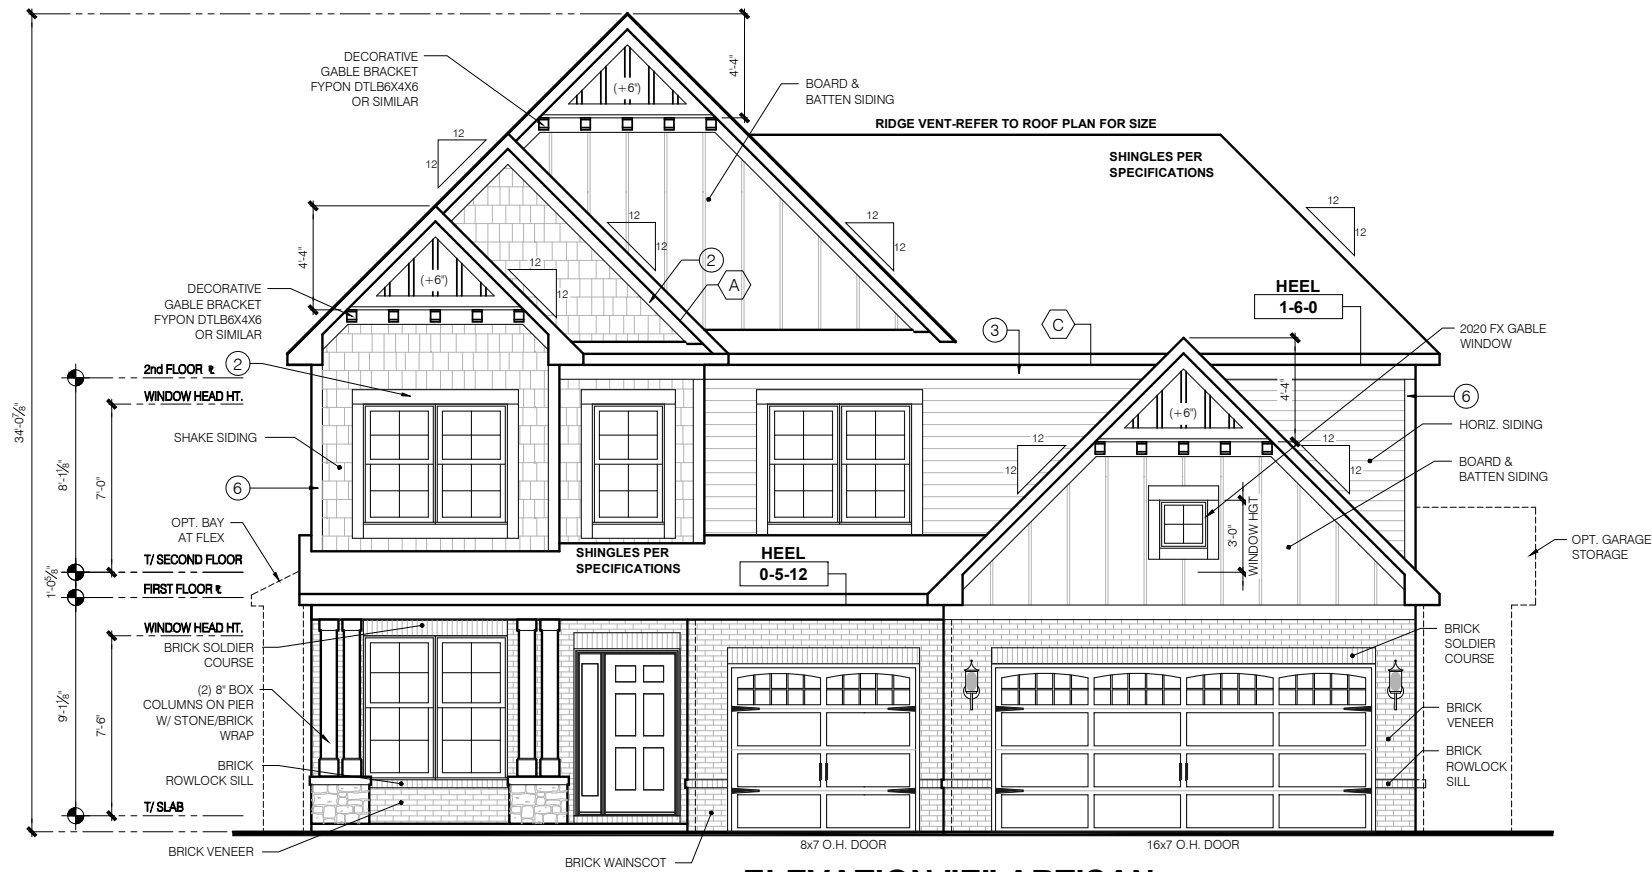 DECORATIVE
GABLE BRACKET
FYPON DTLB6X4X6
OR SIMILAR
4'-4"
(+6")
BOARD &
BATTEN SIDING
RIDGE VENT-REFER TO ROOF PLAN FOR SIZE
SHINGLES PER
SPECIFICATIONS
12
12
12
12
12
12
12
12
4'-4"
2
A
12
12
(+6")
DECORATIVE
GABLE BRACKET
FYPON DTLB6X4X6
OR SIMILAR
HEEL
1-6-0
3
C
2020 FX GABLE
WINDOW
2
2nd FLOOR ℄
WINDOW HEAD HT.
34'-0⅞"
4'-4"
(+6")
6
HORIZ. SIDING
SHAKE SIDING
12
12
12
12
8'-1⅛"
7'-0"
BOARD &
BATTEN SIDING
6
3'-0"
WINDOW HGT
OPT. BAY
AT FLEX
OPT. GARAGE
STORAGE
T/ SECOND FLOOR
SHINGLES PER
SPECIFICATIONS
HEEL
0-5-12
1'-0⅝"
FIRST FLOOR ℄
WINDOW HEAD HT.
BRICK SOLDIER
COURSE
BRICK
SOLDIER
COURSE
(2) 8" BOX
COLUMNS ON PIER
W/ STONE/BRICK
WRAP
9'-1⅛"
7'-6"
BRICK
VENEER
BRICK
ROWLOCK SILL
BRICK
ROWLOCK
SILL
T/ SLAB
BRICK VENEER
BRICK WAINSCOT
8x7 O.H. DOOR
16x7 O.H. DOOR